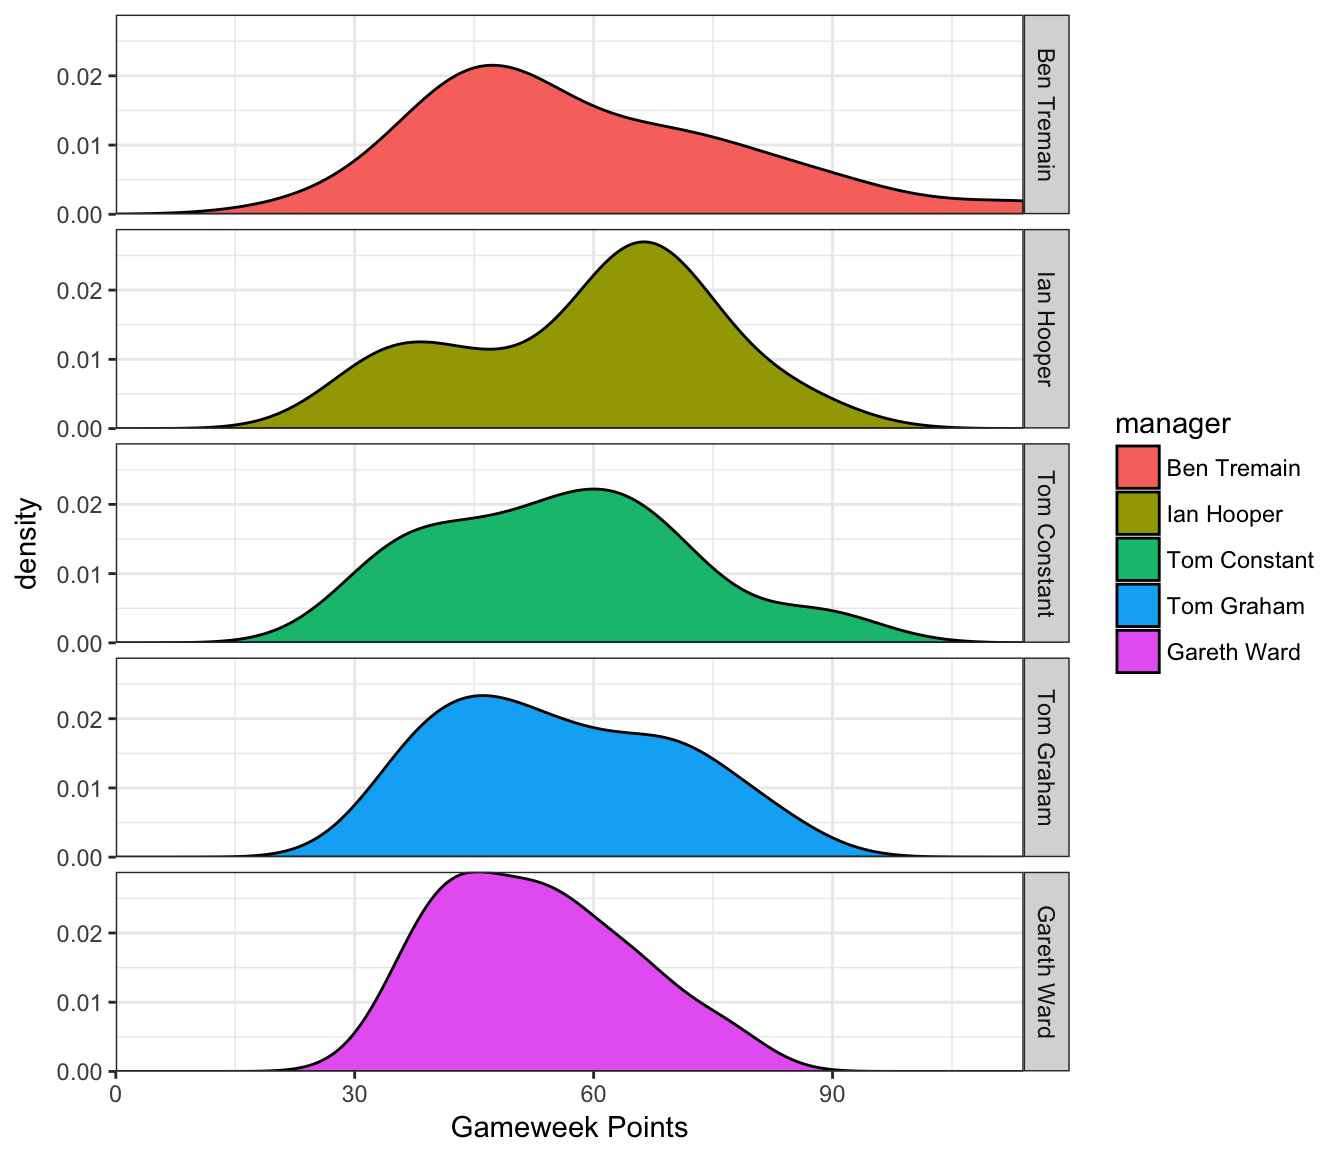 0.02
0.01
0.00
Ben Tremain
0.02
0.01
0.00
Ian Hooper
0.02
0.01
0.00
Tom Constant
0.02
0.01
0.00
Tom Graham
0.02
0.01
0.00
Gareth Ward
0 30 60 90
Gameweek Points
density
manager
Ben Tremain
Ian Hooper
Tom Constant
Tom Graham
Gareth Ward